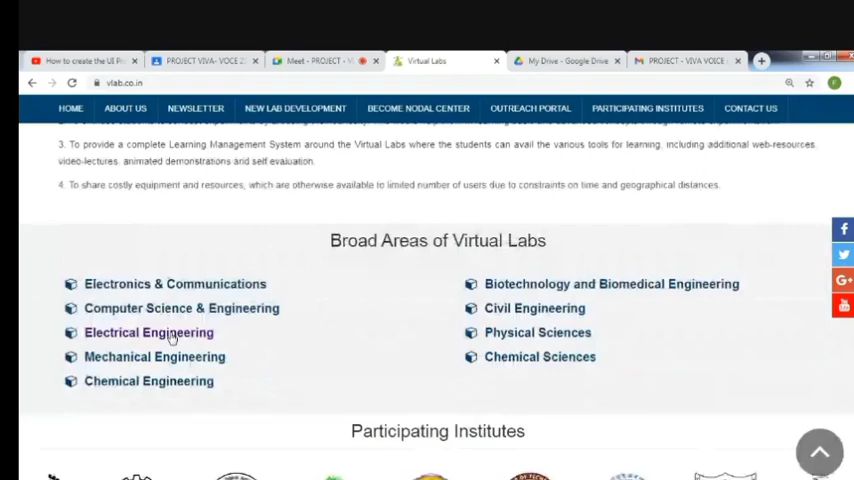 How to create the UI Pr
PROJECT VIVA- VOCE 2
Meet - PROJECT - V
Virtual Labs
My Drive - Google Drive
PROJECT - VIVA VOICE
vlab.co.in
HOME ABOUT US NEWSLETTER NEW LAB DEVELOPMENT BECOME NODAL CENTER OUTREACH PORTAL PARTICIPATING INSTITUTES CONTACT US
3. To provide a complete Learning Management System around the Virtual Labs where the students can avail the various tools for learning, including additional web-resources,
video-lectures, animated demonstrations and self evaluation.
4. To share costly equipment and resources, which are otherwise available to limited number of users due to constraints on time and geographical distances.
Broad Areas of Virtual Labs
Electronics & Communications
Computer Science & Engineering
Electrical Engineering
Mechanical Engineering
Chemical Engineering
Biotechnology and Biomedical Engineering
Civil Engineering
Physical Sciences
Chemical Sciences
Participating Institutes